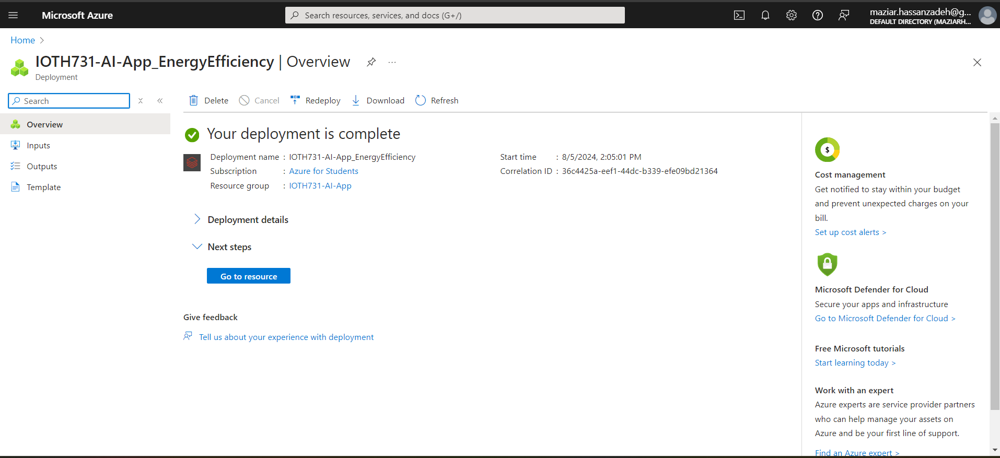 Microsoft Azure
Search resources, services, and docs (G+/)
maziar.hassanzadeh@g...
DEFAULT DIRECTORY (MAZIARH...
Home
IOTH731-AI-App_EnergyEfficiency | Overview
...
Deployment
Search
Overview
Inputs
Outputs
Template
Delete
Cancel
Redeploy
Download
Refresh
Your deployment is complete
Deployment name : IOTH731-AI-App_EnergyEfficiency
Subscription : Azure for Students
Resource group : IOTH731-AI-App
Start time : 8/5/2024, 2:05:01 PM
Correlation ID : 36c4425a-eef1-44dc-b339-efe09bd21364
Deployment details
Next steps
Go to resource
Give feedback
Tell us about your experience with deployment
$
Cost management
Get notified to stay within your budget
and prevent unexpected charges on your
bill.
Set up cost alerts >
Microsoft Defender for Cloud
Secure your apps and infrastructure
Go to Microsoft Defender for Cloud >
Free Microsoft tutorials
Start learning today >
Work with an expert
Azure experts are service provider partners
who can help manage your assets on
Azure and be your first line of support.
Find an Azure expert >